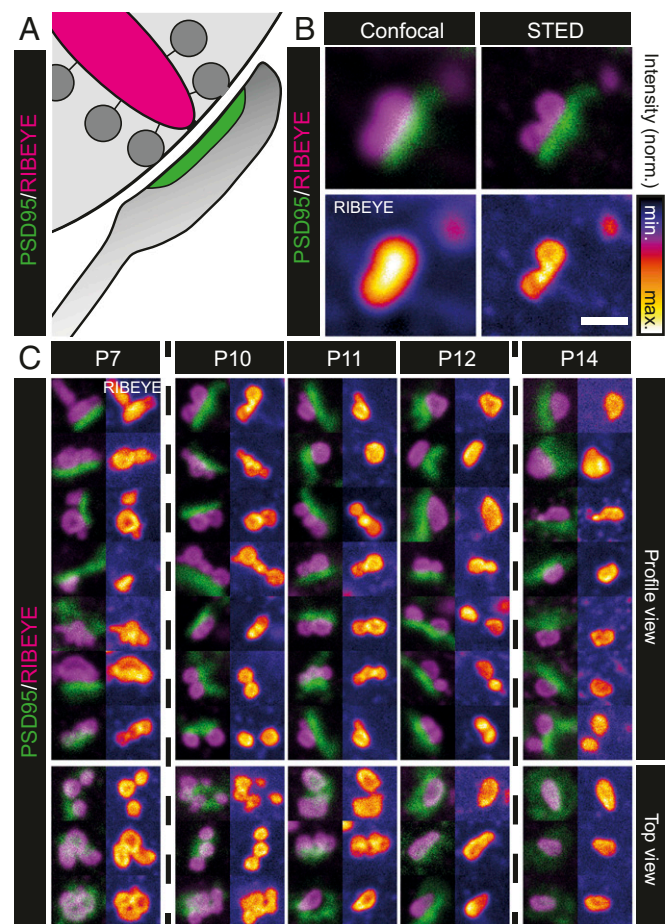 A
PSD95/RIBEYE
B
Confocal
STED
PSD95/RIBEYE
RIBEYE
Intensity (norm.)
min.
max.
C
P7
P10
P11
P12
P14
RIBEYE
PSD95/RIBEYE
Profile view
Top view